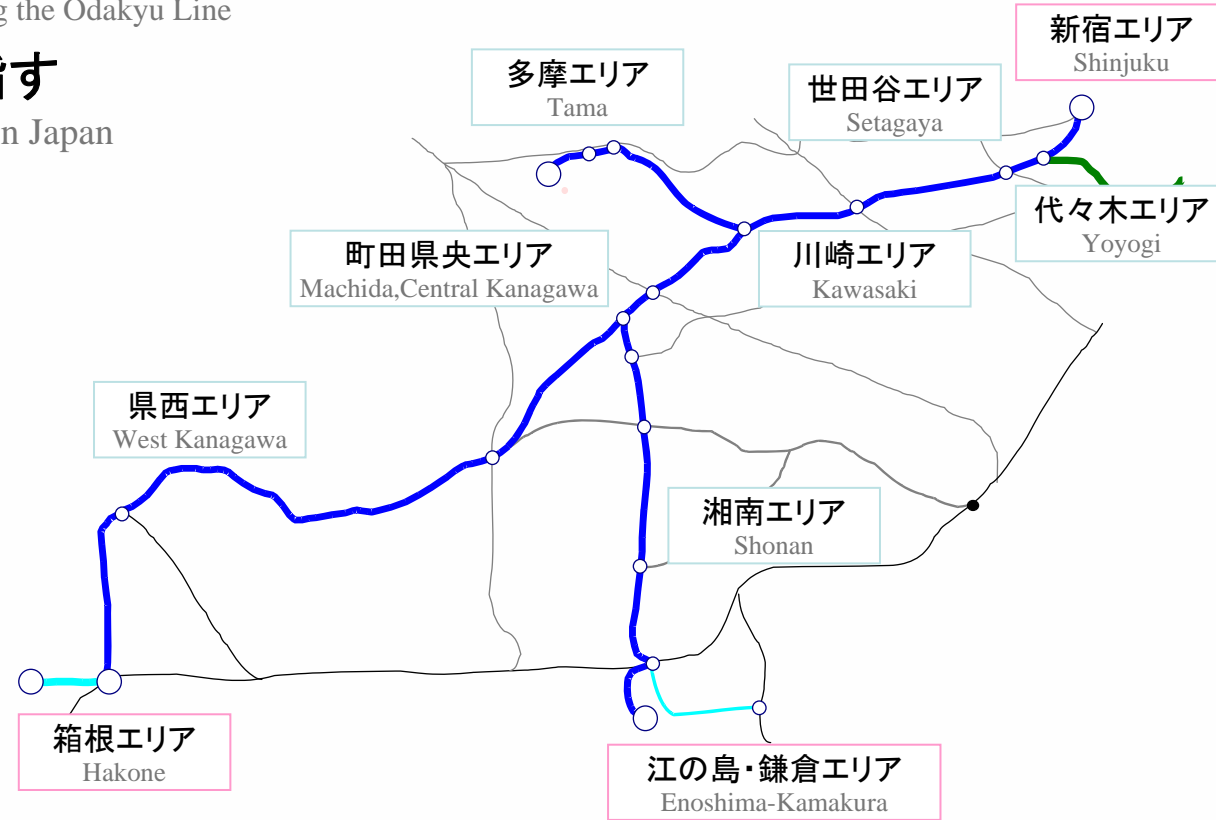 the Odakyu Line
指す
n Japan
新宿エリア
Shinjuku
多摩エリア
Tama
世田谷エリア
Setagaya
代々木エリア
Yoyogi
町田県央エリア
Machida,Central Kanagawa
川崎エリア
Kawasaki
県西エリア
West Kanagawa
湘南エリア
Shonan
箱根エリア
Hakone
江の島・鎌倉エリア
Enoshima-Kamakura